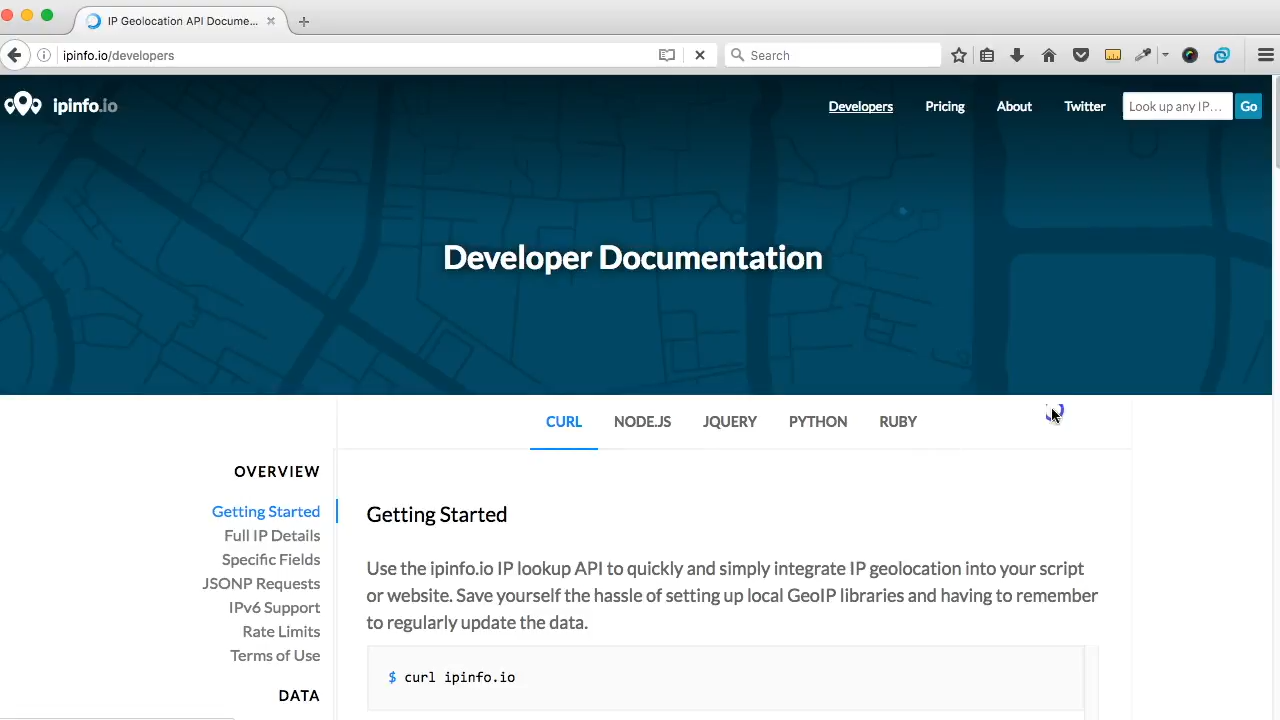 IP Geolocation API Docume...
ipinfo.io/developers
Search
ipinfo.io
Developers
Pricing
About
Twitter
Look up any IP...
Go
Developer Documentation
CURL
NODE.JS
JQUERY
PYTHON
RUBY
OVERVIEW
Getting Started
Full IP Details
Specific Fields
JSONP Requests
IPv6 Support
Rate Limits
Terms of Use
DATA
Getting Started
Use the ipinfo.io IP lookup API to quickly and simply integrate IP geolocation into your script
or website. Save yourself the hassle of setting up local GeoIP libraries and having to remember
to regularly update the data.
$ curl ipinfo.io